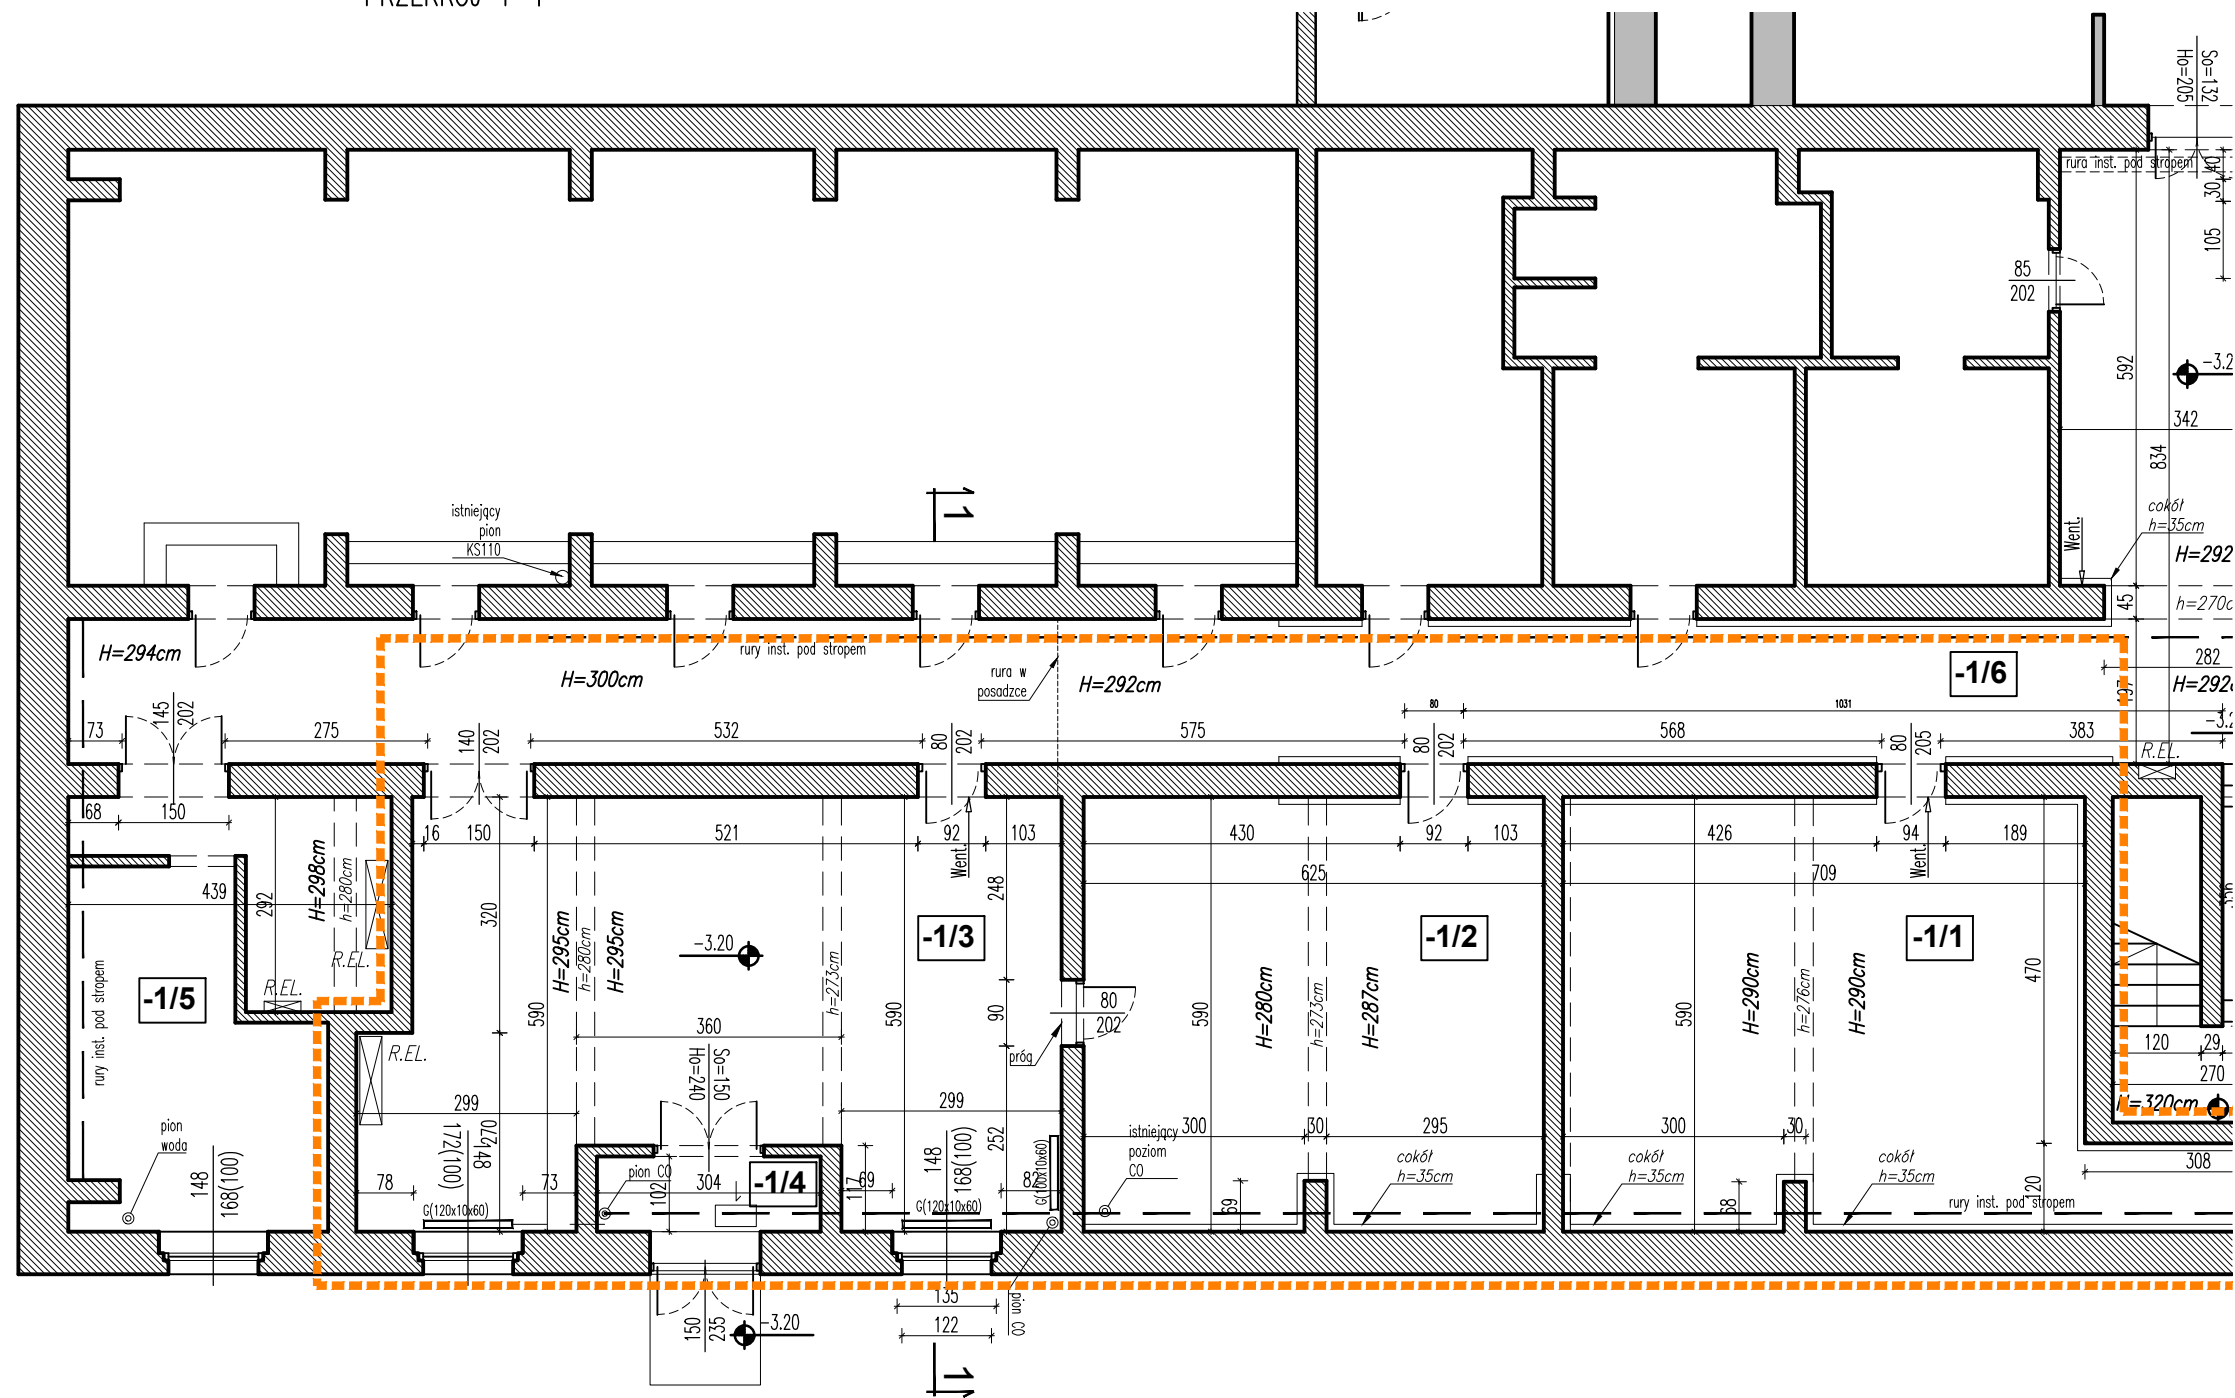 So=132
Ho=205
rura inst. pod stropem
40
30
105
85
202
592
-3.2
342
834
1
istniejący
pion
KS110
Went.
cokół
h=35cm
H=292
45
h=270c
H=294cm
rury inst. pod stropem
H=300cm
rura w
posadzce
H=292cm
-1/6
282
197
H=292c
80
1031
73
145
202
275
140
202
532
80
202
575
80
202
568
80
205
383
-3.2
R.EL.
68
150
16
150
521
92
103
430
92
103
426
94
189
Went.
Went.
439
292
H=298cm
h=280cm
R.EL.
320
248
625
709
-1/3
-1/2
-1/1
-3.20
H=295cm
h=280cm
H=295cm
h=273cm
470
-1/5
R.EL.
rury inst. pod stropem
590
590
90
80
202
próg
590
H=280cm
h=273cm
H=287cm
590
H=290cm
h=276cm
H=290cm
360
R.EL.
So=150
Ho=240
120
29
270
H=320cm
299
299
252
300
30
295
300
30
pion
woda
148
168(100)
270
148
172(100)
148
168(100)
G(100x10x60)
istniejący
poziom
CO
cokół
h=35cm
cokół
h=35cm
cokół
h=35cm
308
pion CO
-1/4
78
73
304
102
117
69
82
69
68
120
rury inst. pod stropem
G(120x10x60)
G(120x10x60)
135
122
pion CO
150
235
-3.20
1